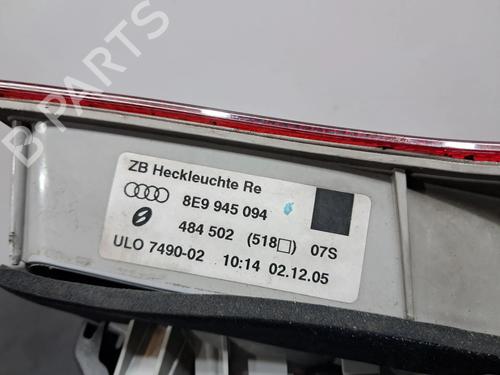 B-PARTS
ZB Heckleuchte Re
8E9 945 094
484 502 (518□) 07S
ULO 7490-02 10:14 02.12.05